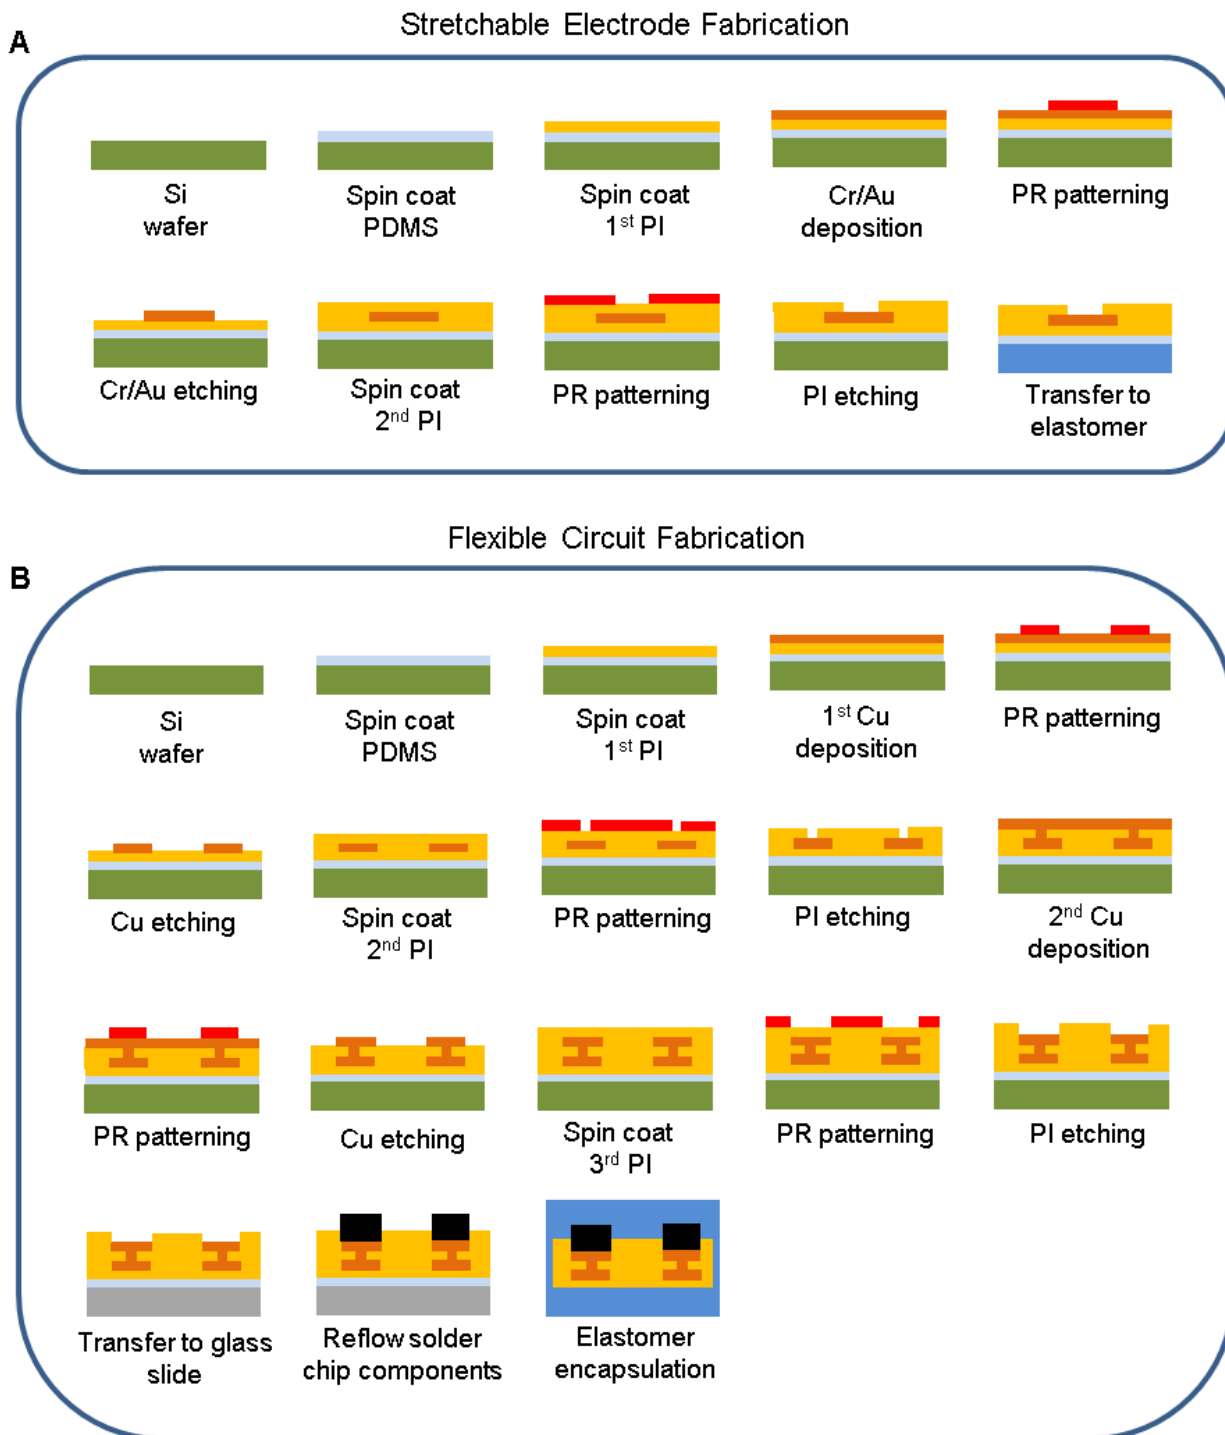 Stretchable Electrode Fabrication
A
Si
wafer
Spin coat
PDMS
Spin coat
1st PI
Cr/Au
deposition
PR patterning
Cr/Au etching
Spin coat
2nd PI
PR patterning
PI etching
Transfer to
elastomer
Flexible Circuit Fabrication
B
Si
wafer
Spin coat
PDMS
Spin coat
1st PI
1st Cu
deposition
PR patterning
Cu etching
Spin coat
2nd PI
PR patterning
PI etching
2nd Cu
deposition
PR patterning
Cu etching
Spin coat
3rd PI
PR patterning
PI etching
Transfer to glass
slide
Reflow solder
chip components
Elastomer
encapsulation